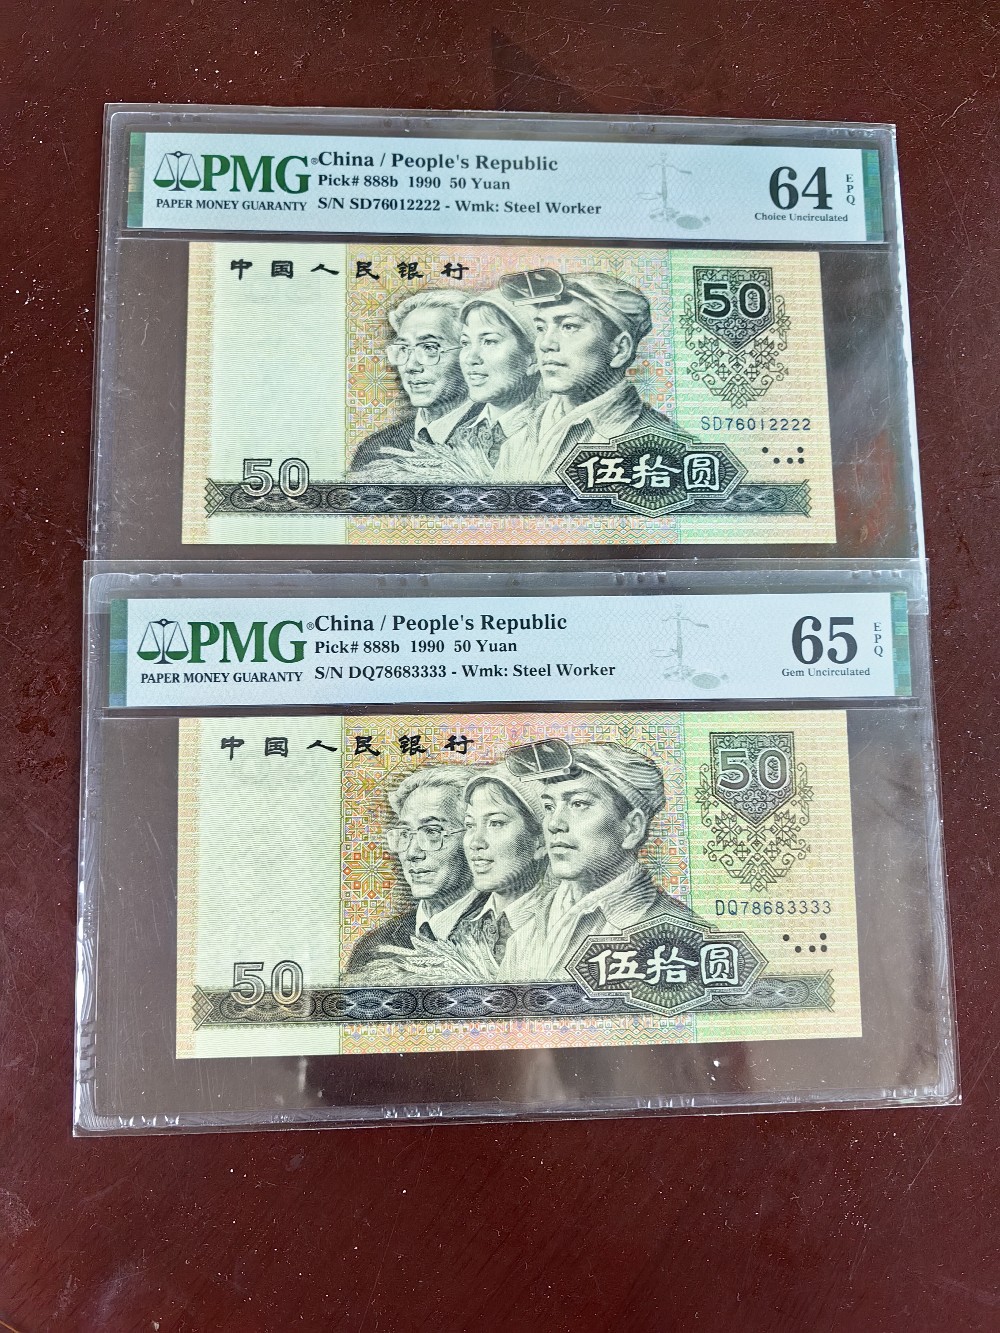 PMG®
PAPER MONEY GUARANTY
China / People's Republic
Pick# 888b 1990 50 Yuan
S/N SD76012222 - Wmk: Steel Worker
64
EPQ
Choice Uncirculated
中国人民银行
50
SD76012222
50
伍拾圆
PMG®
PAPER MONEY GUARANTY
China / People's Republic
Pick# 888b 1990 50 Yuan
S/N DQ78683333 - Wmk: Steel Worker
65
EPQ
Gem Uncirculated
中国人民银行
50
DQ78683333
50
伍拾圆